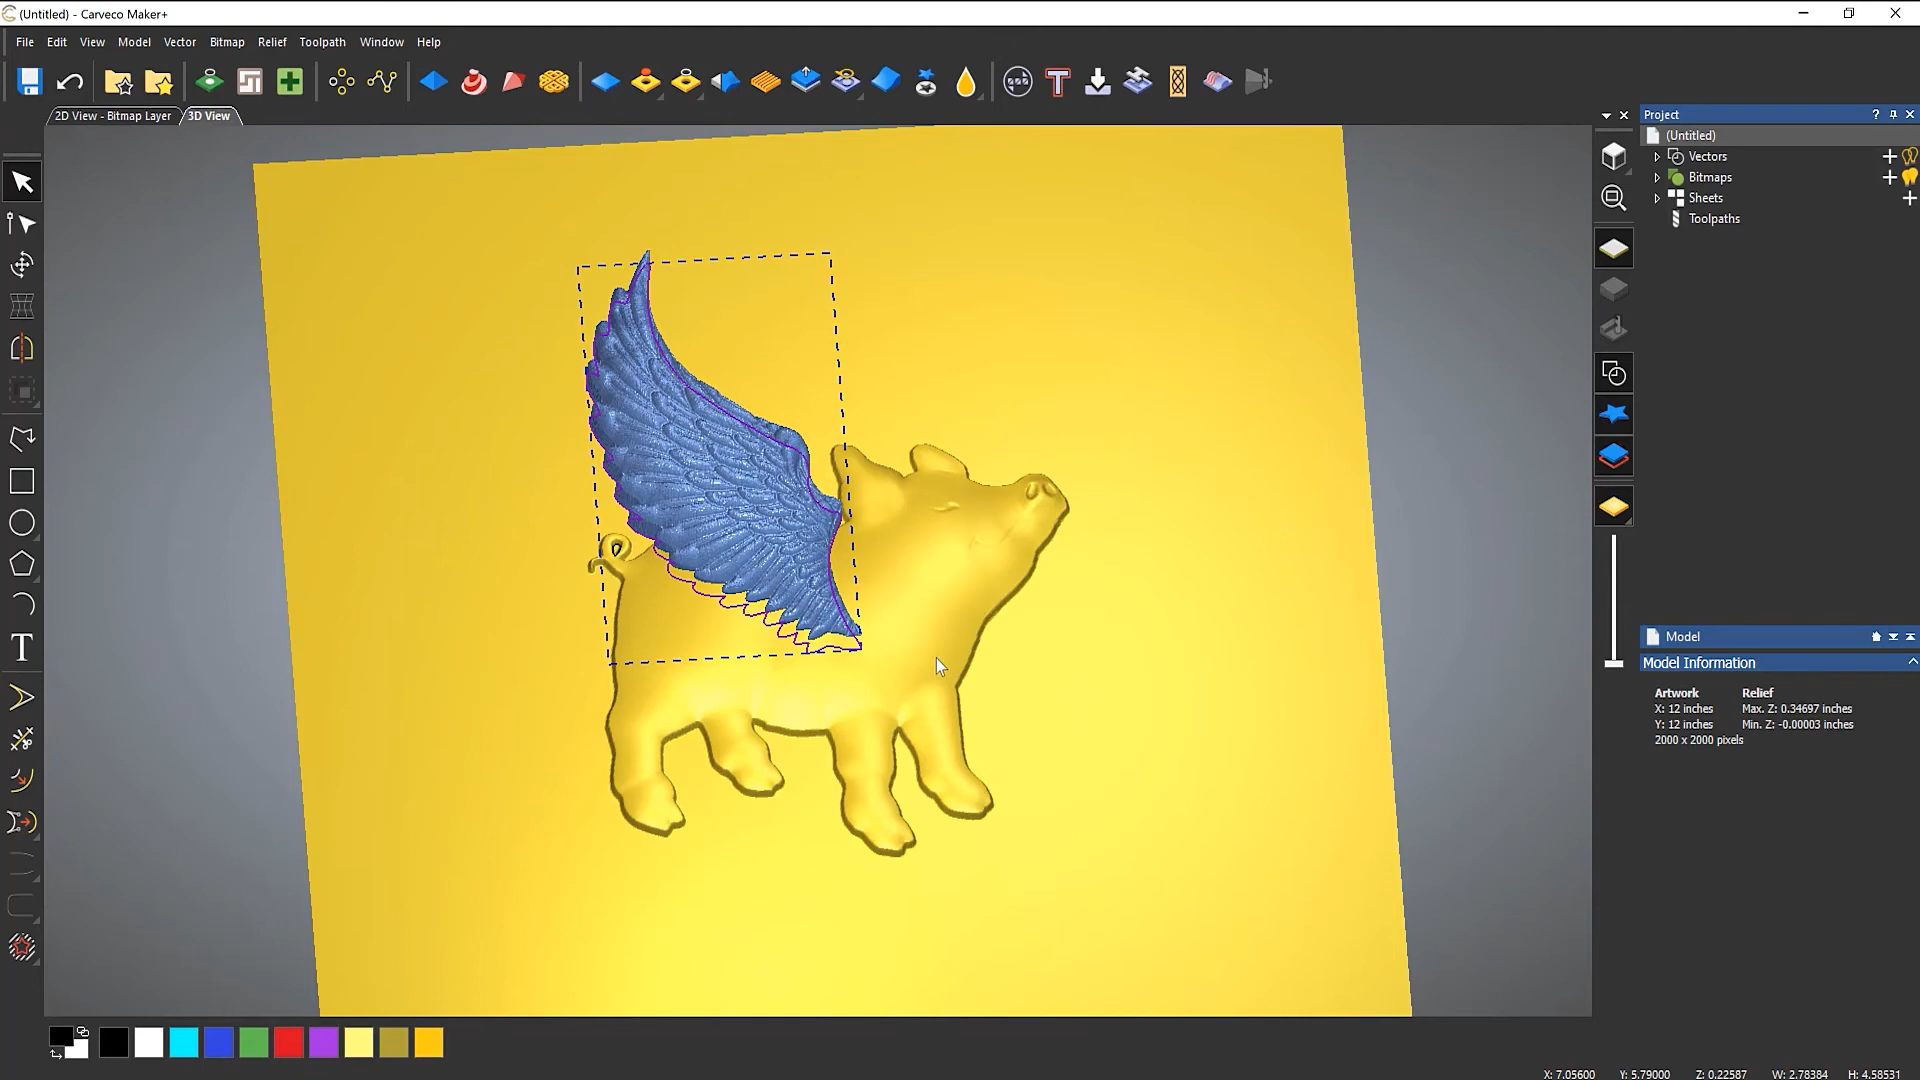 (Untitled) - Carveco Maker+
File Edit View Model Vector Bitmap Relief Toolpath Window Help
2D View - Bitmap Layer 3D View
Project
(Untitled)
Vectors
Bitmaps
Sheets
Toolpaths
Model
Model Information
Artwork Relief
X: 12 inches Max. Z: 0.34697 inches
Y: 12 inches Min. Z: -0.00003 inches
2000 x 2000 pixels
X: 7.05600 Y: 5.79000 Z: 0.22587 W: 2.78384 H: 4.58531